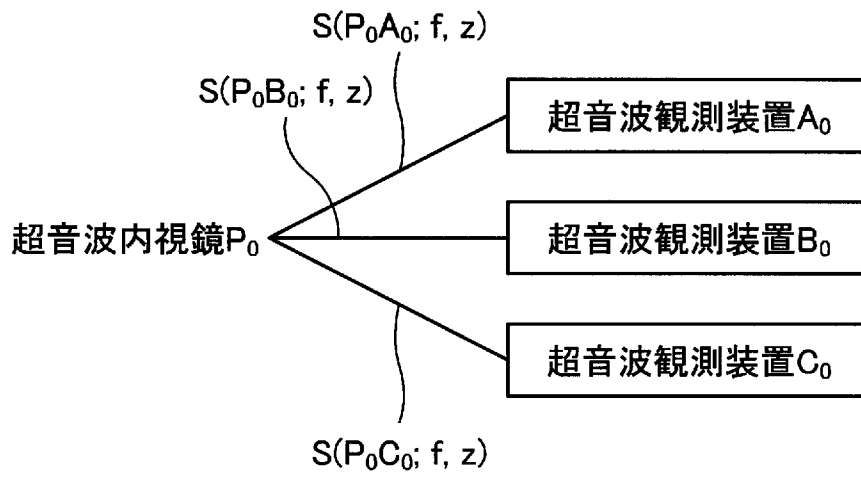 S(P₀A₀; f, z)
S(P₀B₀; f, z)
超音波観測装置A₀
超音波内視鏡P₀
超音波観測装置B₀
超音波観測装置C₀
S(P₀C₀; f, z)